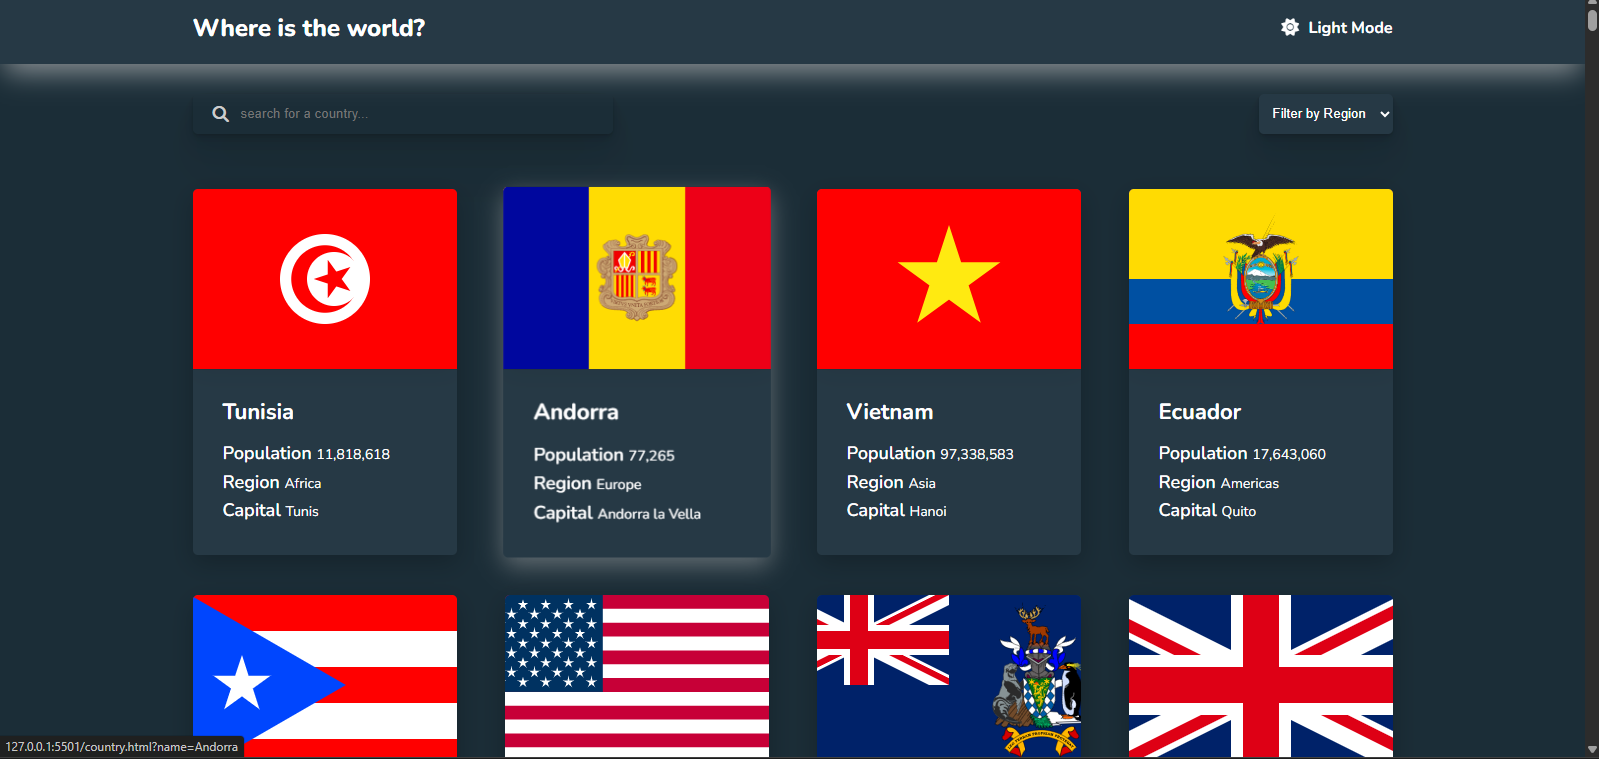 Where is the world?
Light Mode
search for a country...
Filter by Region
Tunisia
Population 11,818,618
Region Africa
Capital Tunis
Andorra
Population 77,265
Region Europe
Capital Andorra la Vella
Vietnam
Population 97,338,583
Region Asia
Capital Hanoi
Ecuador
Population 17,643,060
Region Americas
Capital Quito
127.0.0.1:5501/country.html?name=Andorra